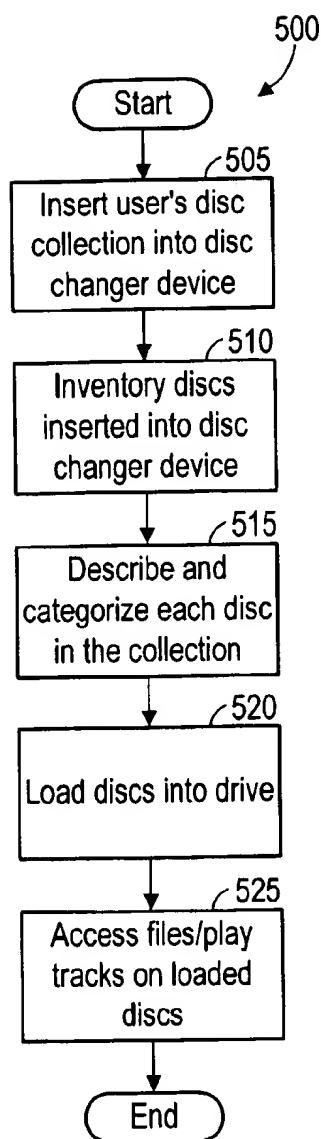 500
Start
505
Insert user's disc
collection into disc
changer device
510
Inventory discs
inserted into disc
changer device
515
Describe and
categorize each disc
in the collection
520
Load discs into drive
525
Access files/play
tracks on loaded
discs
End